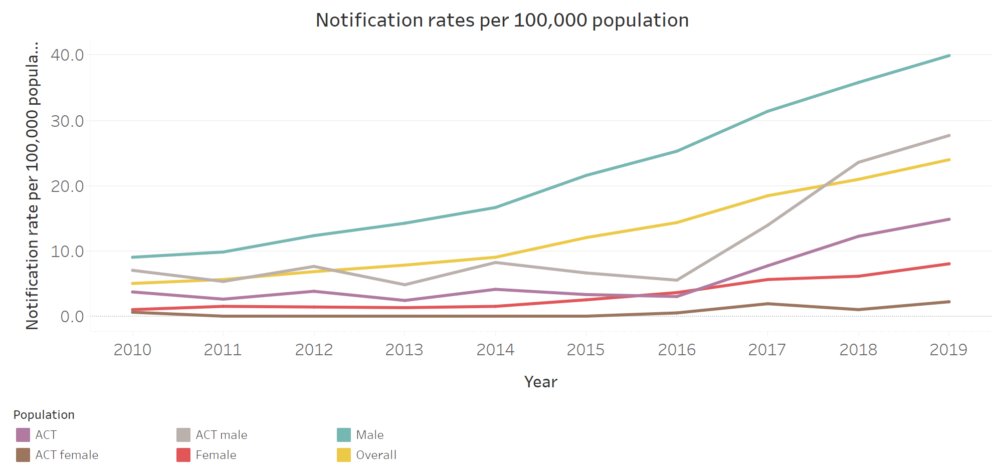 Notification rates per 100,000 population
Notification rate per 100,000 popula...
40.0
30.0
20.0
10.0
0.0
2010 2011 2012 2013 2014 2015 2016 2017 2018 2019
Year
Population
ACT ACT male Male
ACT female Female Overall